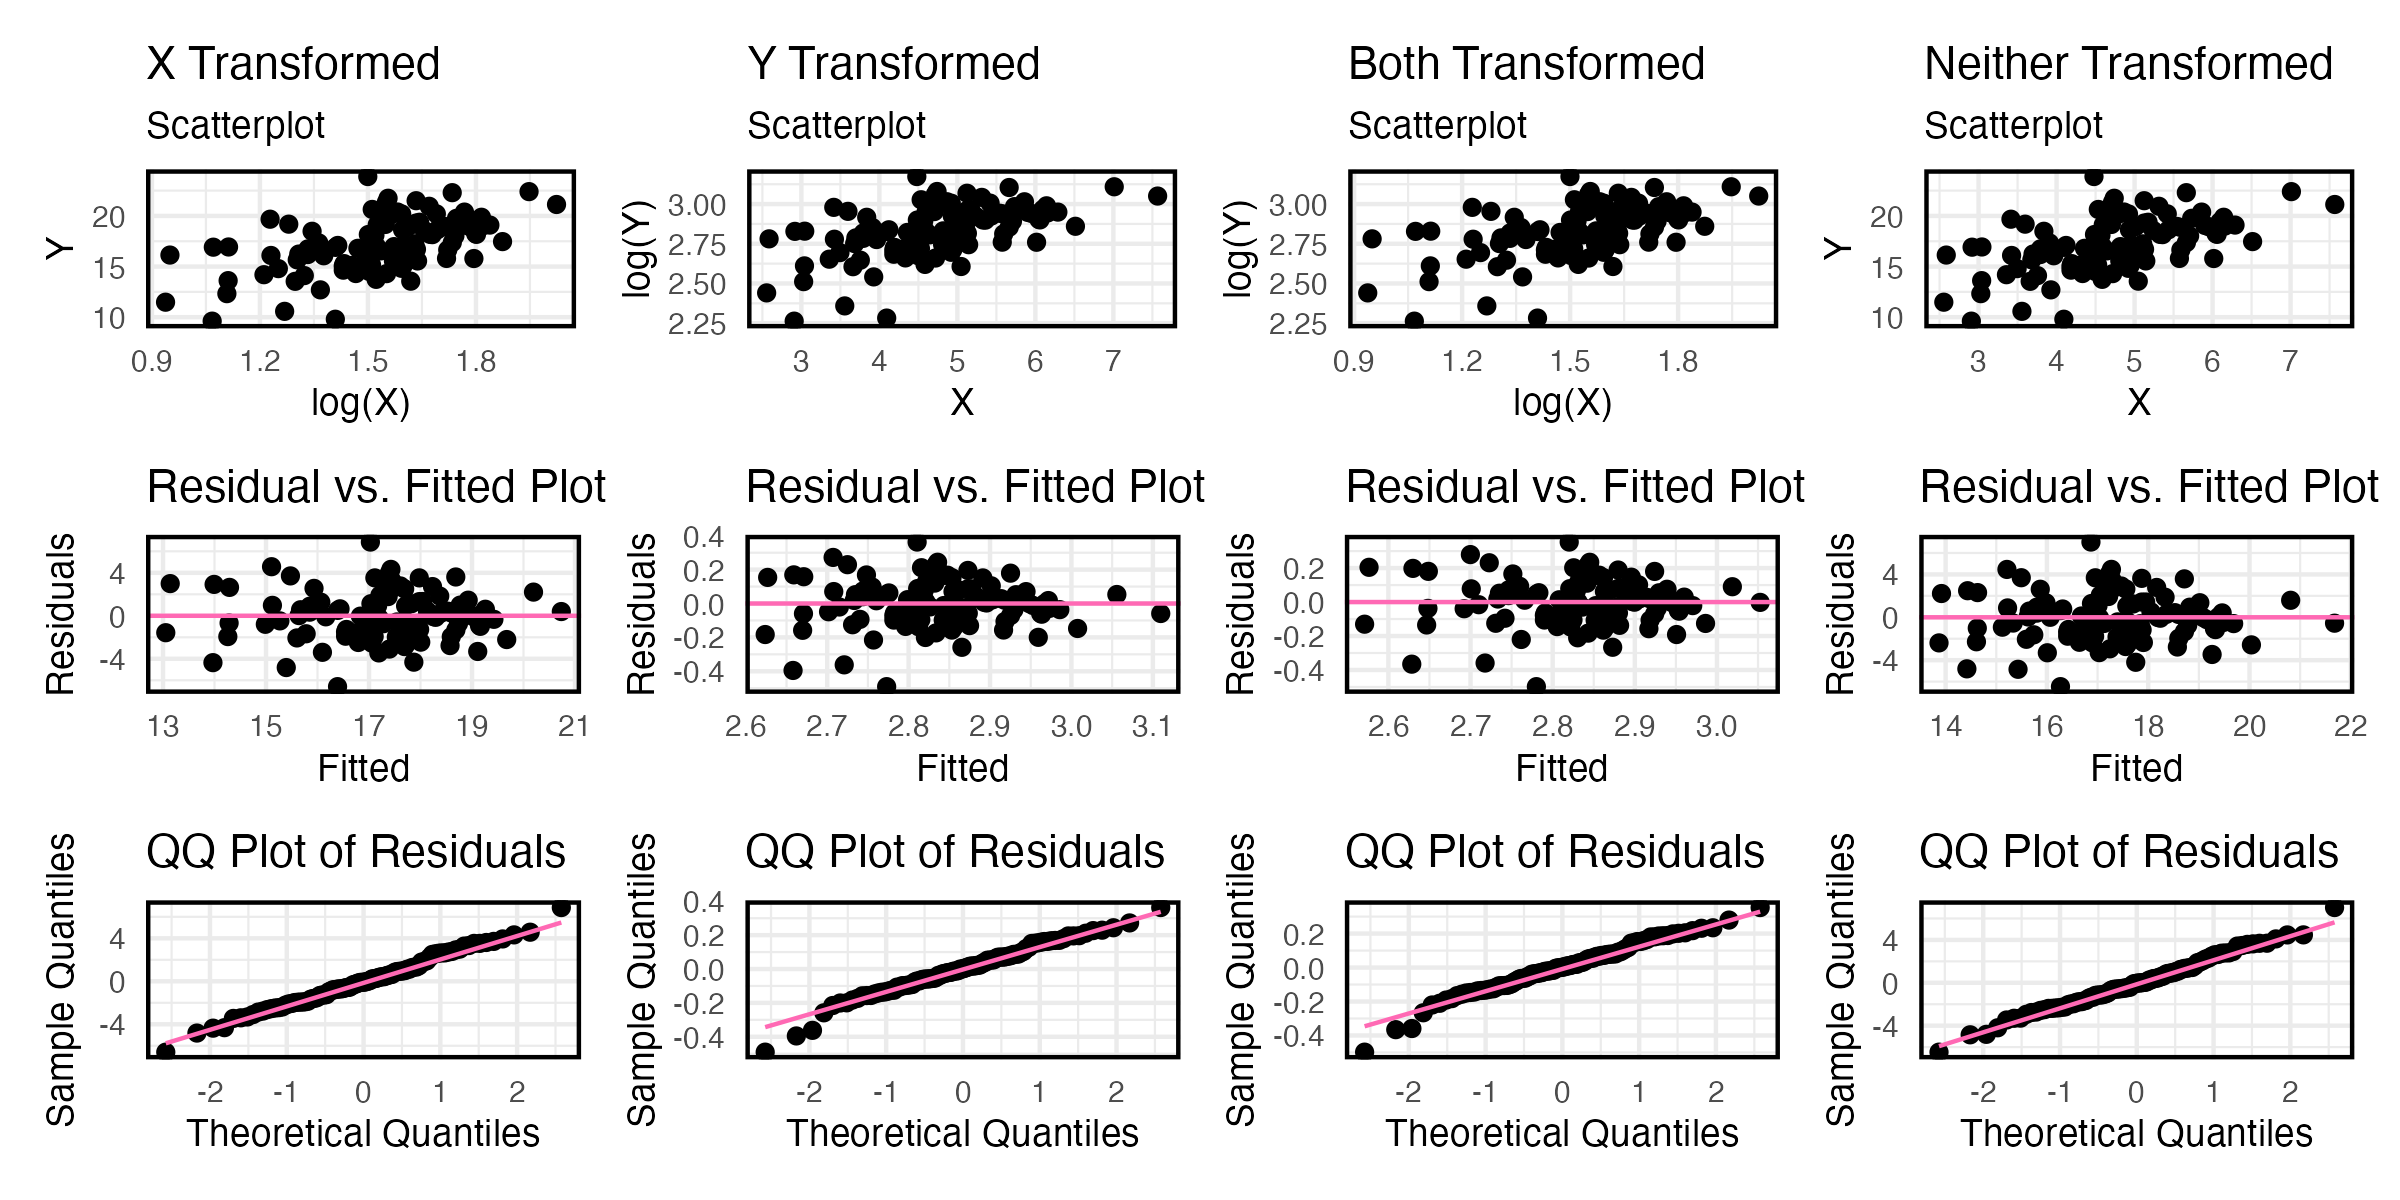 X Transformed
Y Transformed
Both Transformed
Neither Transformed
Scatterplot
Scatterplot
Scatterplot
Scatterplot
Y
20
15
10
0.9 1.2 1.5 1.8
log(X)
log(Y)
3.00
2.75
2.50
2.25
3 4 5 6 7
X
log(Y)
3.00
2.75
2.50
2.25
0.9 1.2 1.5 1.8
log(X)
Y
20
15
10
3 4 5 6 7
X
Residual vs. Fitted Plot
Residual vs. Fitted Plot
Residual vs. Fitted Plot
Residual vs. Fitted Plot
Residuals
4
0
-4
13 15 17 19 21
Fitted
Residuals
0.4
0.2
0.0
-0.2
-0.4
2.6 2.7 2.8 2.9 3.0 3.1
Fitted
Residuals
0.2
0.0
-0.2
-0.4
2.6 2.7 2.8 2.9 3.0
Fitted
Residuals
4
0
-4
14 16 18 20 22
Fitted
QQ Plot of Residuals
QQ Plot of Residuals
QQ Plot of Residuals
QQ Plot of Residuals
Sample Quantiles
4
0
-4
-2 -1 0 1 2
Theoretical Quantiles
Sample Quantiles
0.4
0.2
0.0
-0.2
-0.4
-2 -1 0 1 2
Theoretical Quantiles
Sample Quantiles
0.2
0.0
-0.2
-0.4
-2 -1 0 1 2
Theoretical Quantiles
Sample Quantiles
4
0
-4
-2 -1 0 1 2
Theoretical Quantiles